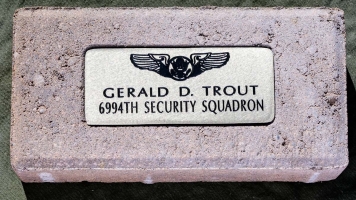 GERALD D. TROUT
6994TH SECURITY SQUADRON